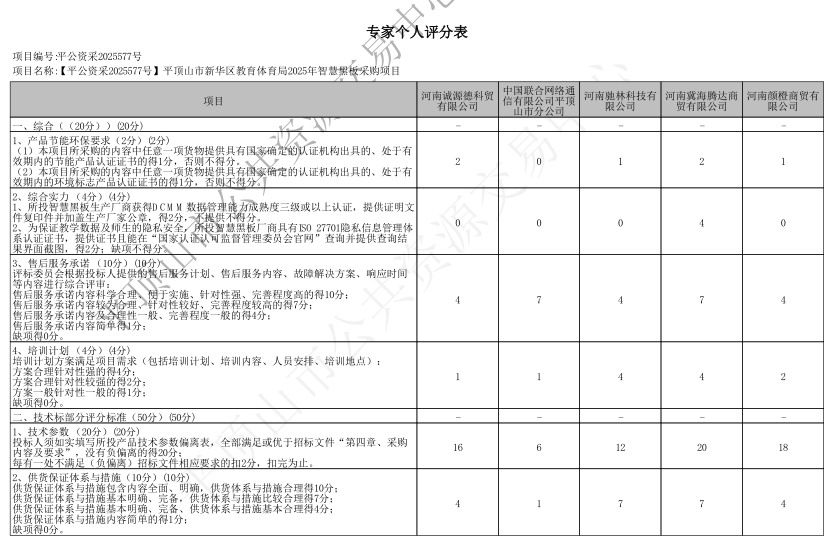 专家个人评分表
项目编号:平公资采2025577号
项目名称:【平公资采2025577号】平顶山市新华区教育体育局2025年智慧黑板采购项目
项目 河南诚源德科贸有限公司 中国联合网络通信有限公司平顶山市分公司 河南驰林科技有限公司 河南冀海腾达商贸有限公司 河南颜橙商贸有限公司
一、综合（（20分））(20分) – – – – –
1、产品节能环保要求（2分）(2分)
（1）本项目所采购的内容中任意一项货物提供具有国家确定的认证机构出具的、处于有
效期内的节能产品认证证书的得1分，否则不得分。
（2）本项目所采购的内容中任意一项货物提供具有国家确定的认证机构出具的、处于有
效期内的环境标志产品认证证书的得1分，否则不得分。
2 0 1 2 1
2、综合实力（4分）(4分)
1、所投智慧黑板生产厂商获得DCMM数据管理能力成熟度三级或以上认证，提供证明文
件复印件并加盖生产厂家公章，得2分，不提供不得分。
2、为保证教学数据及师生的隐私安全，所投智慧黑板厂商具有ISO 27701隐私信息管理体
系认证证书，提供证书且能在“国家认证认可监督管理委员会官网”查询并提供查询结
果界面截图，得2分；缺项不得分。
0 0 0 4 0
3、售后服务承诺（10分）(10分)
评标委员会根据投标人提供的售后服务计划、售后服务内容、故障解决方案、响应时间
等内容进行综合评审；
售后服务承诺内容科学合理、便于实施、针对性强、完善程度高的得10分；
售后服务承诺内容较为合理、针对性较好、完善程度较高的得7分；
售后服务承诺内容及合理性一般、完善程度一般的得4分；
售后服务承诺内容简单得1分；
缺项得0分。
4 7 4 7 4
4、培训计划（4分）(4分)
培训计划方案满足项目需求（包括培训计划、培训内容、人员安排、培训地点）；
方案合理针对性强的得4分；
方案合理针对性较强的得2分；
方案一般针对性一般的得1分；
缺项得0分。
1 1 4 4 2
二、技术标部分评分标准（50分）(50分) – – – – –
1、技术参数（20分）(20分)
投标人须如实填写所投产品技术参数偏离表，全部满足或优于招标文件“第四章、采购
内容及要求”，没有负偏离的得20分；
每有一处不满足（负偏离）招标文件相应要求的扣2分，扣完为止。
16 6 12 20 18
2、供货保证体系与措施（10分）(10分)
供货保证体系与措施包含内容全面、明确，供货体系与措施合理得10分；
供货保证体系与措施基本明确、完备，供货体系与措施比较合理得7分；
供货保证体系与措施基本明确、完备、供货体系与措施基本合理得4分；
供货保证体系与措施内容简单的得1分；
缺项得0分。
4 1 7 7 4
平顶山市公共资源交易中心
平顶山市公共资源交易中心